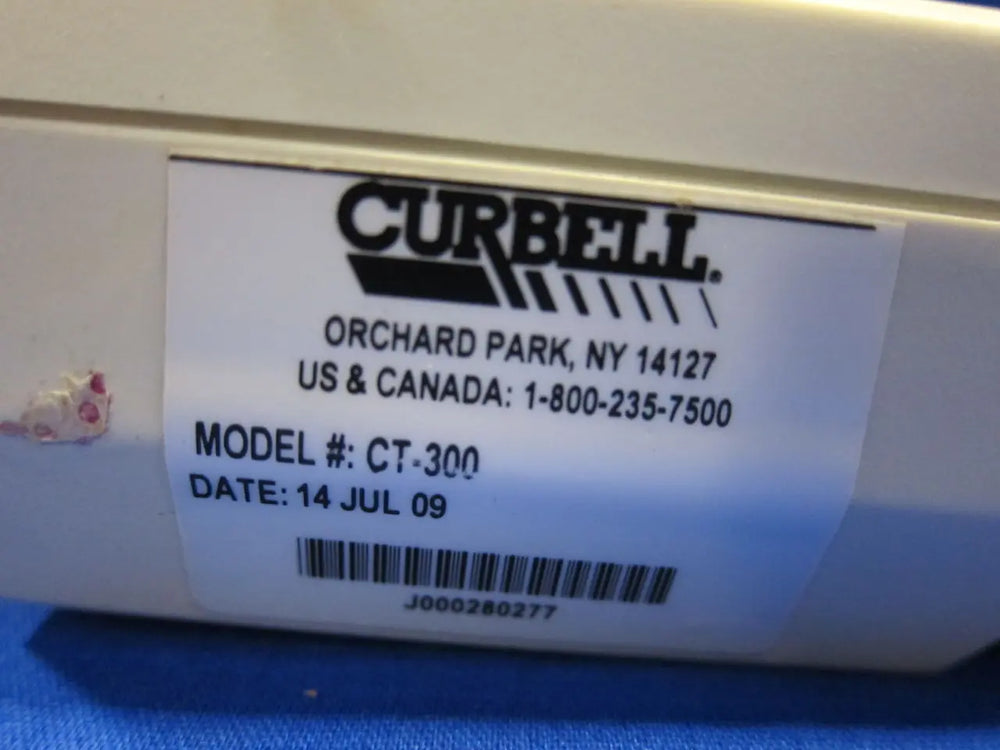 CURBELL.
ORCHARD PARK, NY 14127
US & CANADA: 1-800-235-7500
MODEL #: CT-300
DATE: 14 JUL 09
J000280277